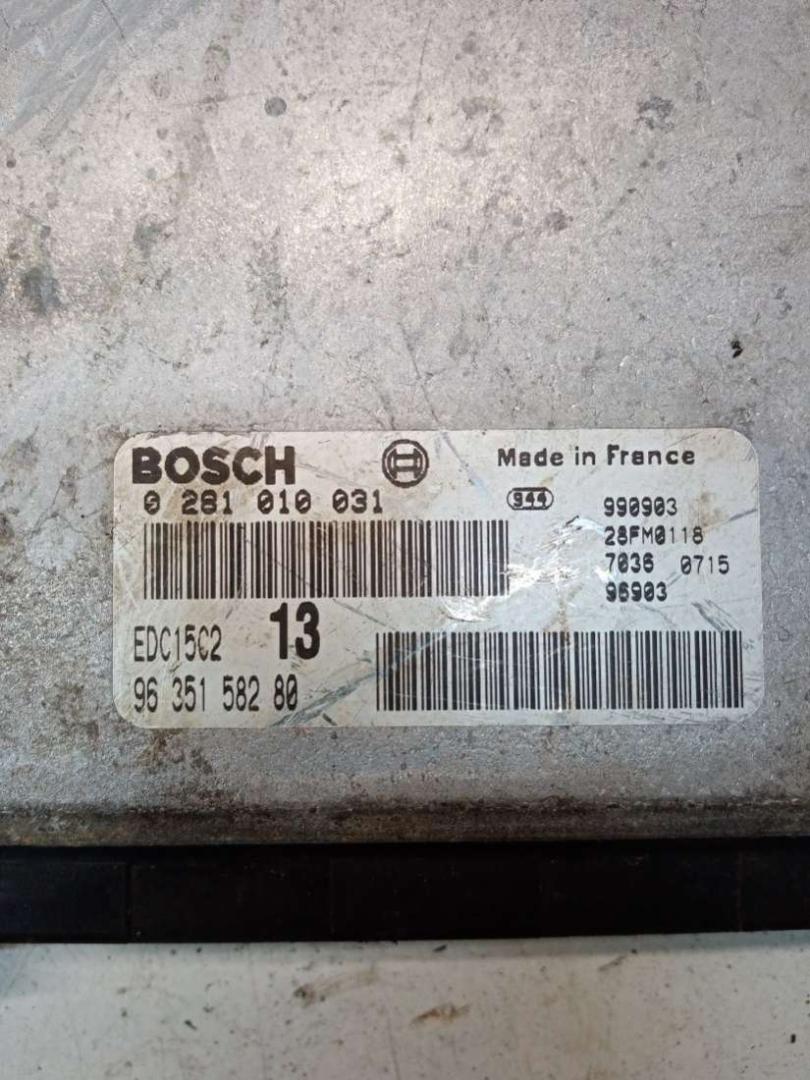 BOSCH
Made in France
0 281 010 031
944
990903
28FM0118
7036 0715
96903
EDC15C2
13
96 351 582 80